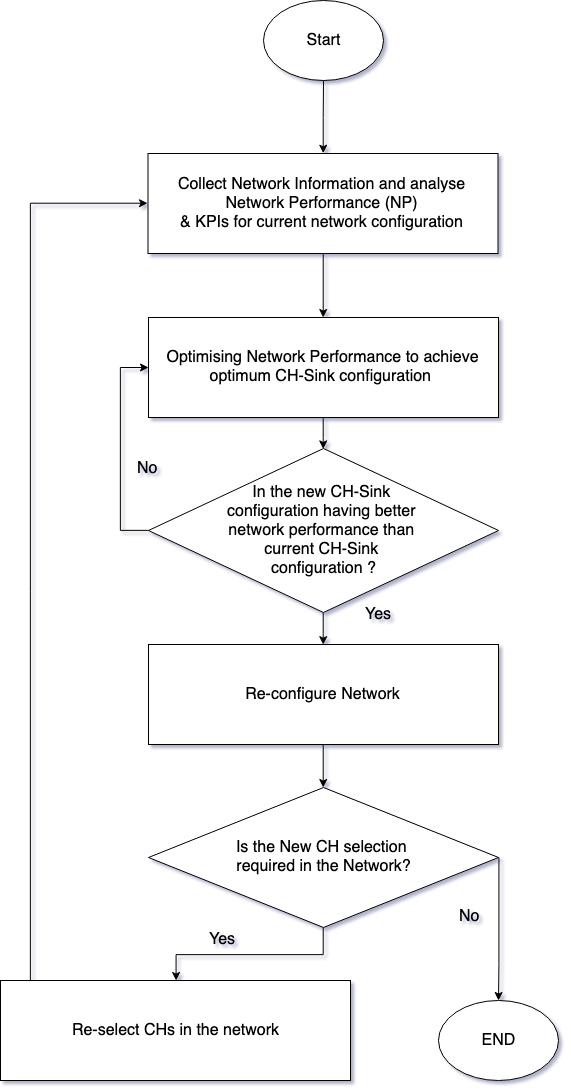 Start
Collect Network Information and analyse
Network Performance (NP)
& KPIs for current network configuration
Optimising Network Performance to achieve
optimum CH-Sink configuration
No
In the new CH-Sink
configuration having better
network performance than
current CH-Sink
configuration ?
Yes
Re-configure Network
Is the New CH selection
required in the Network?
No
Yes
Re-select CHs in the network
END